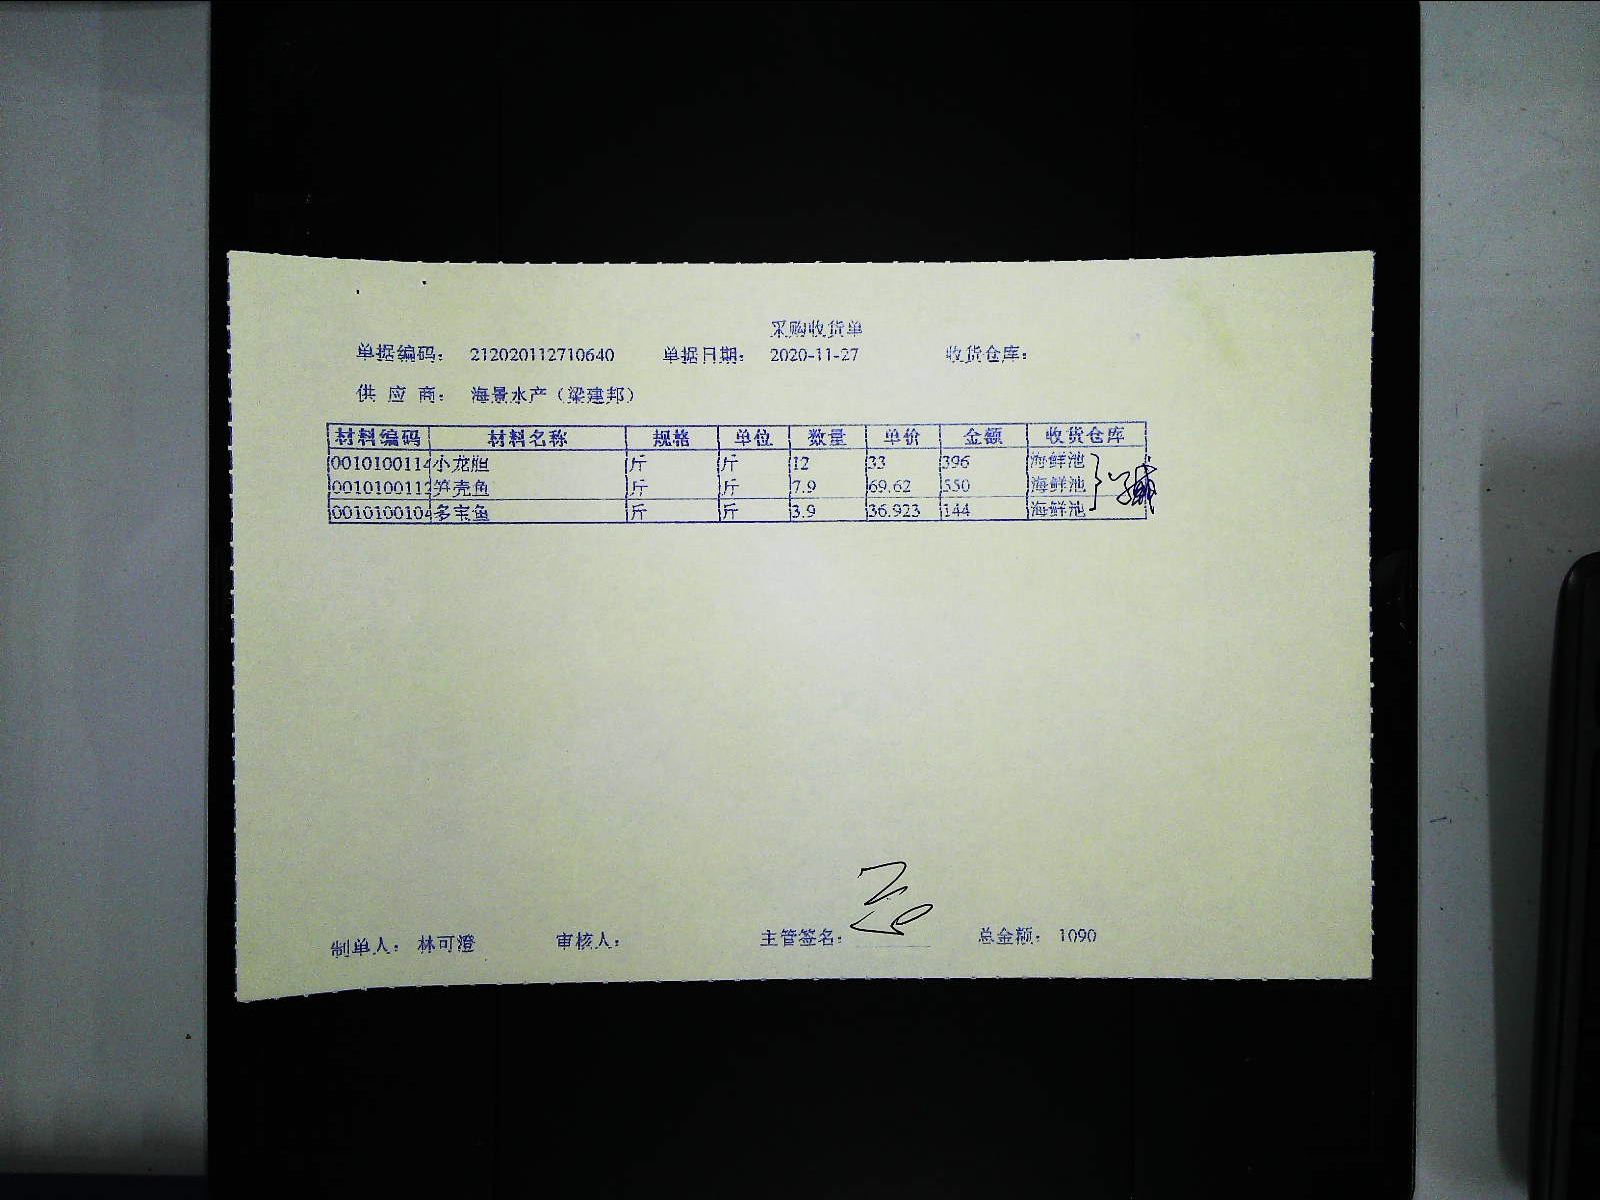 采购收货单
单据编码： 212020112710640 单据日期： 2020-11-27 收货仓库：
供 应 商： 海景水产（梁建邦）
材料编码 材料名称 规格 单位 数量 单价 金额 收货仓库
0010100114 小龙胆 斤 斤 12 33 396 海鲜池
001010011 笋壳鱼 斤 斤 7.9 69.62 550 海鲜池
0010100104 多宝鱼 斤 斤 3.9 36.923 144 海鲜池
制单人： 林可澄 审核人： 主管签名： 总金额： 1090